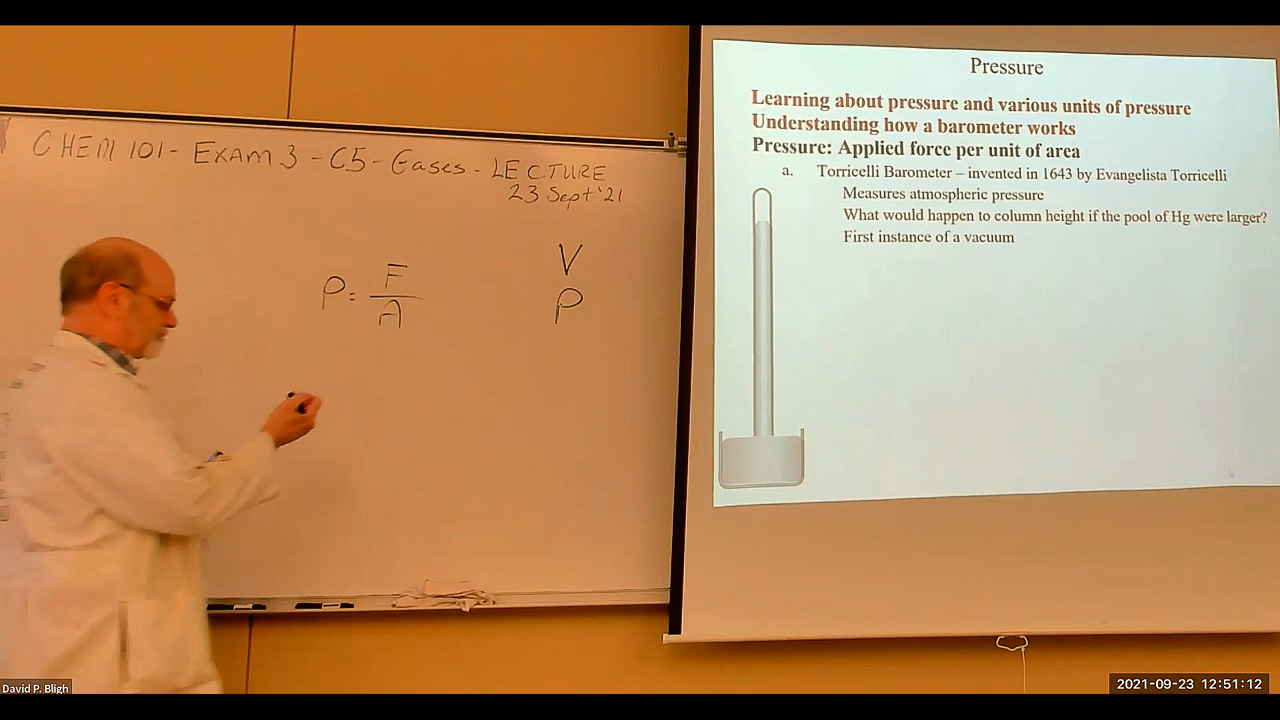 CHEM 101 - EXAM 3 - C5 - Gases - LECTURE
23 Sept '21
P = F
A
V
P
Pressure
Learning about pressure and various units of pressure
Understanding how a barometer works
Pressure: Applied force per unit of area
a. Torricelli Barometer – invented in 1643 by Evangelista Torricelli
Measures atmospheric pressure
What would happen to column height if the pool of Hg were larger?
First instance of a vacuum
David P. Bligh
2021-09-23 12:51:12